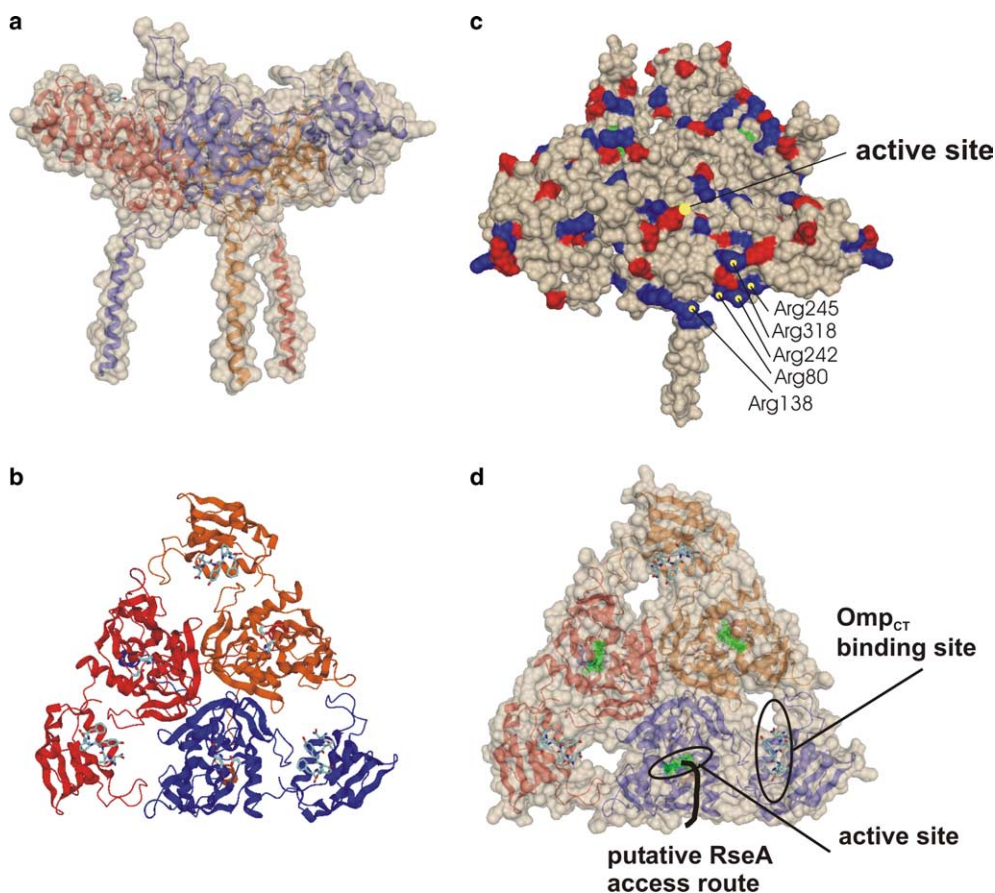 a
c
active site
Arg245
Arg318
Arg242
Arg80
Arg138
b
d
Omp_CT
binding site
active site
putative RseA
access route